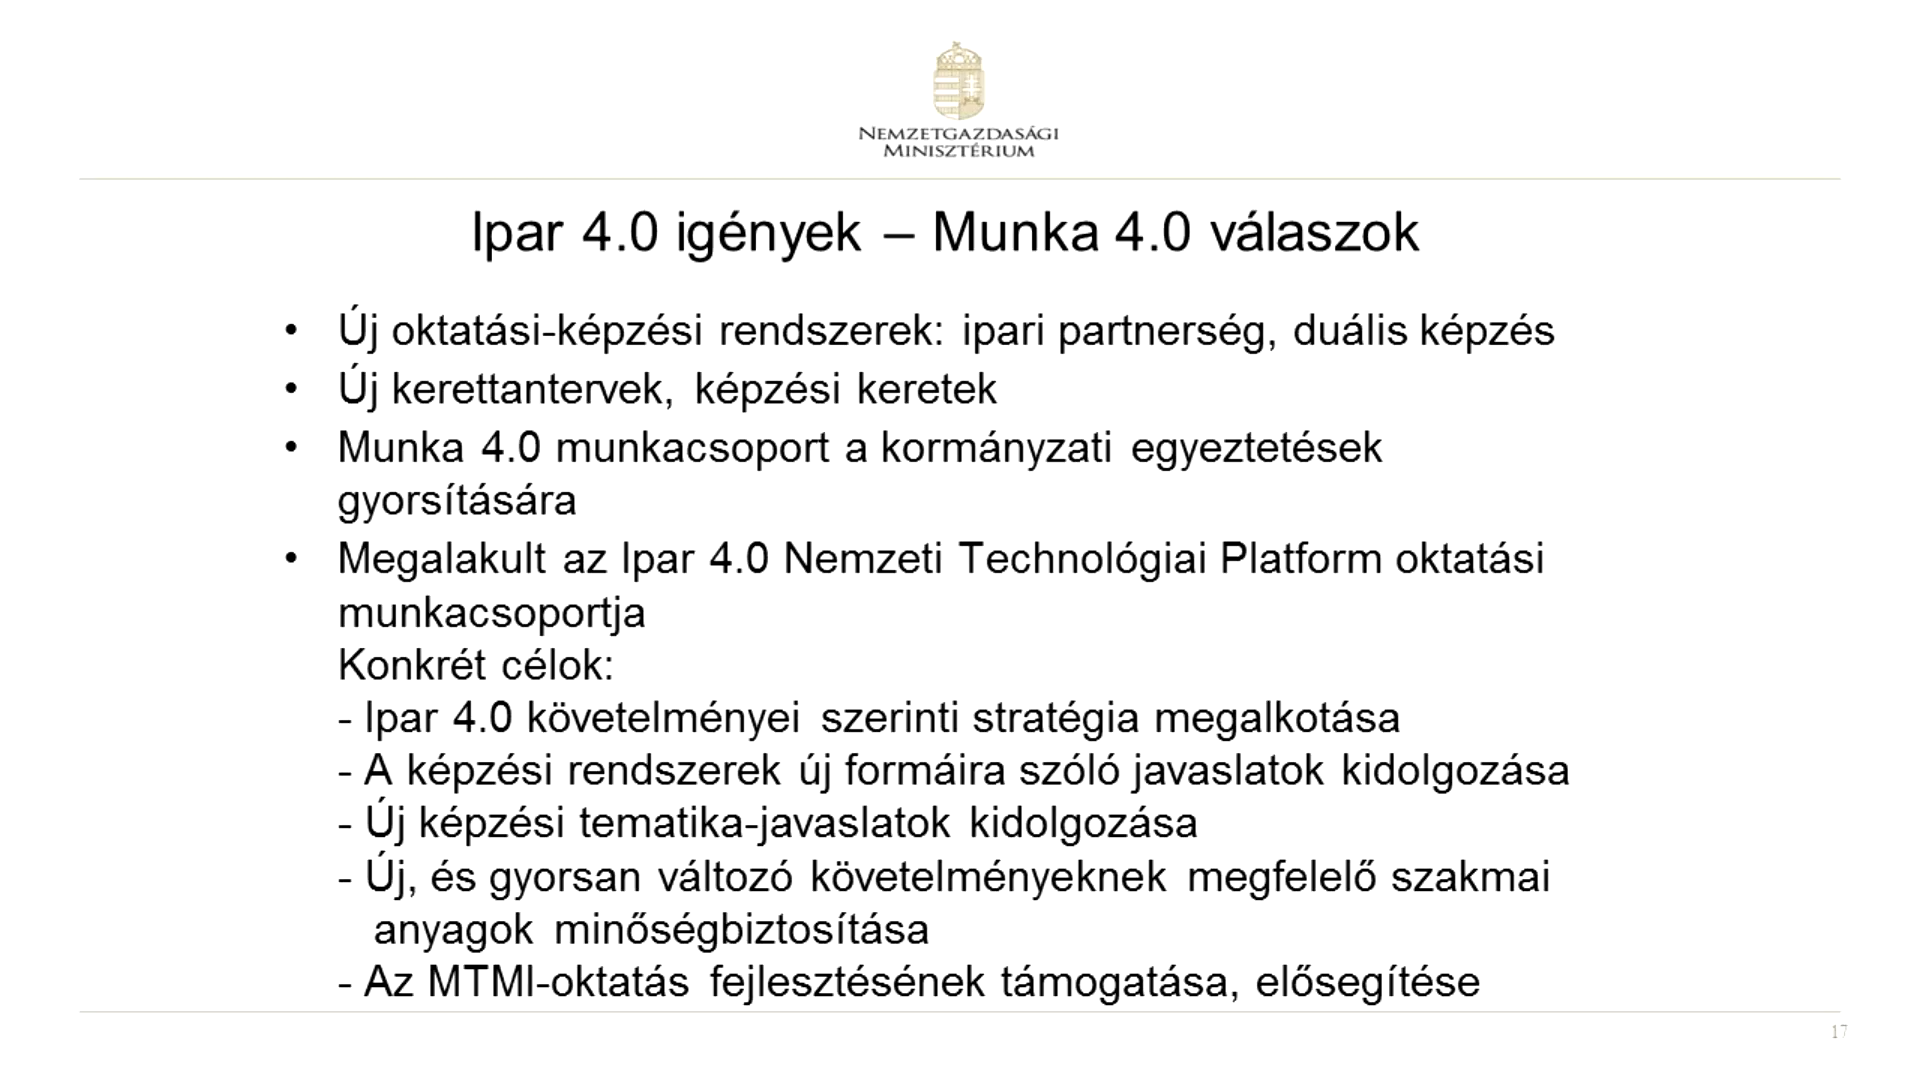 NEMZETGAZDASÁGI
MINISZTÉRIUM
Ipar 4.0 igények – Munka 4.0 válaszok
• Új oktatási-képzési rendszerek: ipari partnerség, duális képzés
• Új kerettantervek, képzési keretek
• Munka 4.0 munkacsoport a kormányzati egyeztetések
gyorsítására
• Megalakult az Ipar 4.0 Nemzeti Technológiai Platform oktatási
munkacsoportja
Konkrét célok:
- Ipar 4.0 követelményei szerinti stratégia megalkotása
- A képzési rendszerek új formáira szóló javaslatok kidolgozása
- Új képzési tematika-javaslatok kidolgozása
- Új, és gyorsan változó követelményeknek megfelelő szakmai
anyagok minőségbiztosítása
- Az MTMI-oktatás fejlesztésének támogatása, elősegítése
17